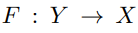 F : Y → X